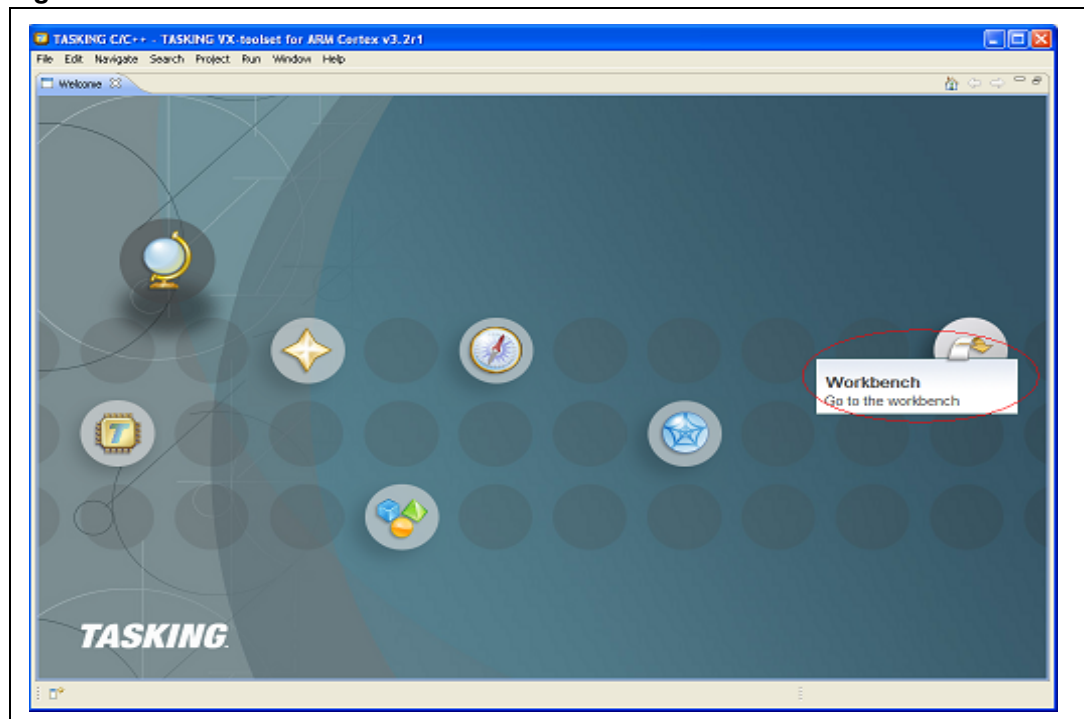 TASKING C/C++ - TASKING VX-toolset for ARM Cortex v3.2r1
File Edit Navigate Search Project Run Window Help
Welcome
Workbench
Go to the workbench
T
TASKING